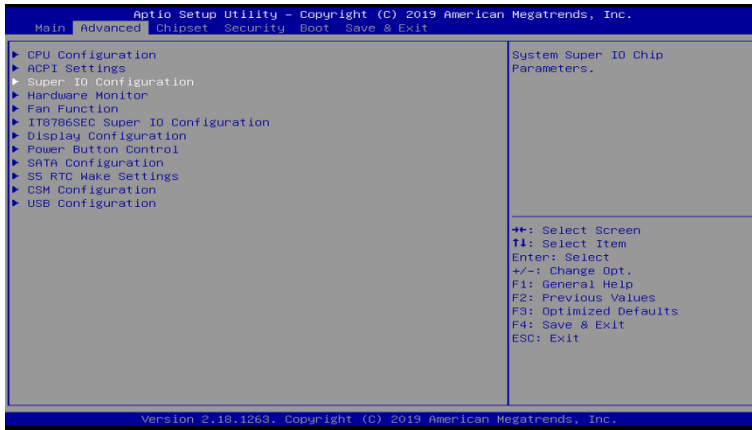 Aptio Setup Utility – Copyright (C) 2019 American Megatrends, Inc.
Main Advanced Chipset Security Boot Save & Exit
► CPU Configuration
► ACPI Settings
► Super IO Configuration
► Hardware Monitor
► Fan Function
► IT8786SEC Super IO Configuration
► Display Configuration
► Power Button Control
► SATA Configuration
► S5 RTC Wake Settings
► CSM Configuration
► USB Configuration
System Super IO Chip
Parameters.
→←: Select Screen
↑↓: Select Item
Enter: Select
+/-: Change Opt.
F1: General Help
F2: Previous Values
F3: Optimized Defaults
F4: Save & Exit
ESC: Exit
Version 2.18.1263. Copyright (C) 2019 American Megatrends, Inc.